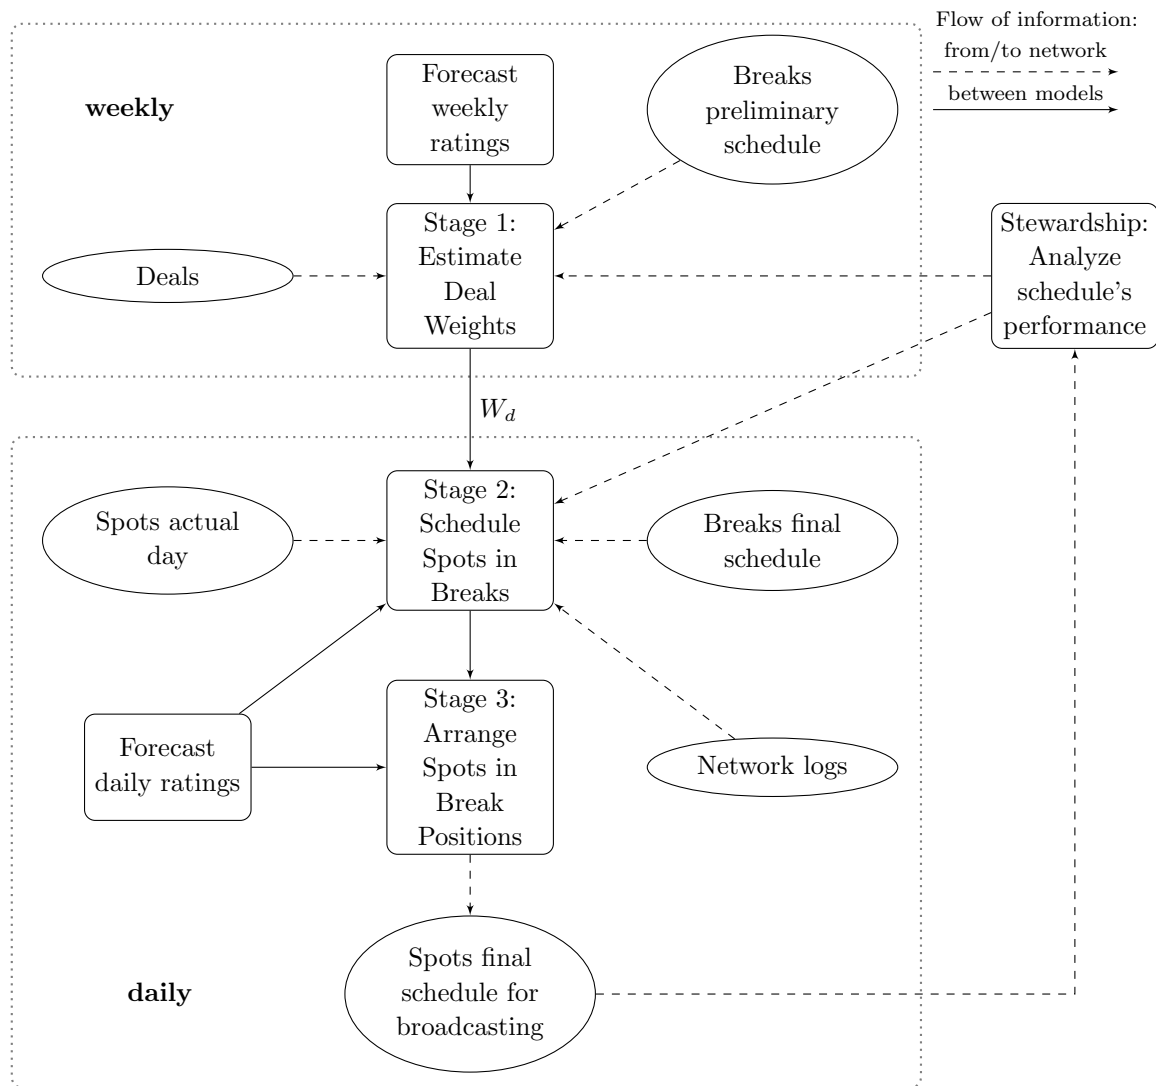 Flow of information:
from/to network
between models
weekly
Forecast
weekly
ratings
Breaks
preliminary
schedule
Stage 1:
Estimate
Deal
Weights
Deals
Stewardship:
Analyze
schedule's
performance
W_d
Stage 2:
Schedule
Spots in
Breaks
Spots actual
day
Breaks final
schedule
Stage 3:
Arrange
Spots in
Break
Positions
Forecast
daily ratings
Network logs
Spots final
schedule for
broadcasting
daily